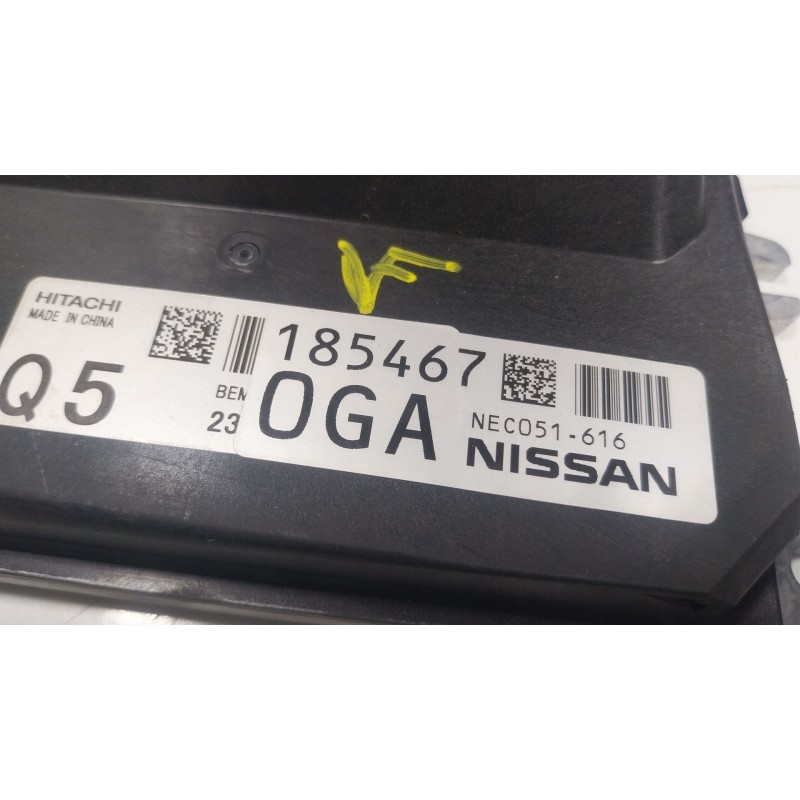 VF
HITACHI
MADE IN CHINA
Q5
BEM
23
185467
0GA
NEC051-616
NISSAN